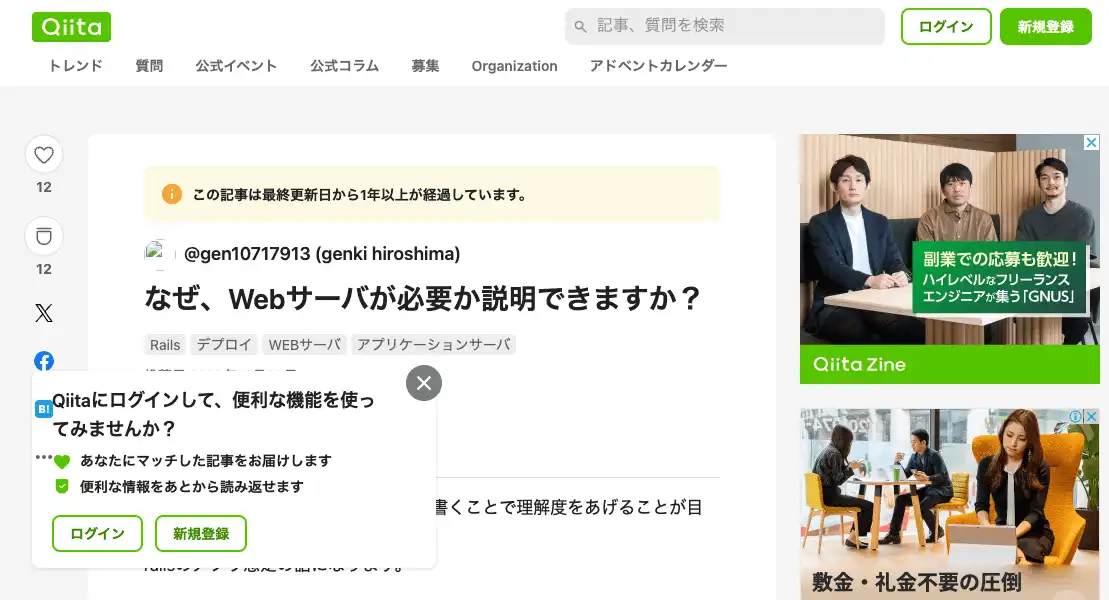 Qiita
記事、質問を検索
ログイン
新規登録
トレンド 質問 公式イベント 公式コラム 募集 Organization アドベントカレンダー
12
12
この記事は最終更新日から1年以上が経過しています。
@gen10717913 (genki hiroshima)
なぜ、Webサーバが必要か説明できますか？
Rails デプロイ WEBサーバ アプリケーションサーバ
B!
Qiitaにログインして、便利な機能を使っ
てみませんか？
あなたにマッチした記事をお届けします
便利な情報をあとから読み返せます
ログイン 新規登録
書くことで理解度をあげることが目
副業での応募も歓迎！
ハイレベルなフリーランス
エンジニアが集う「GNUS」
Qiita Zine
敷金・礼金不要の圧倒